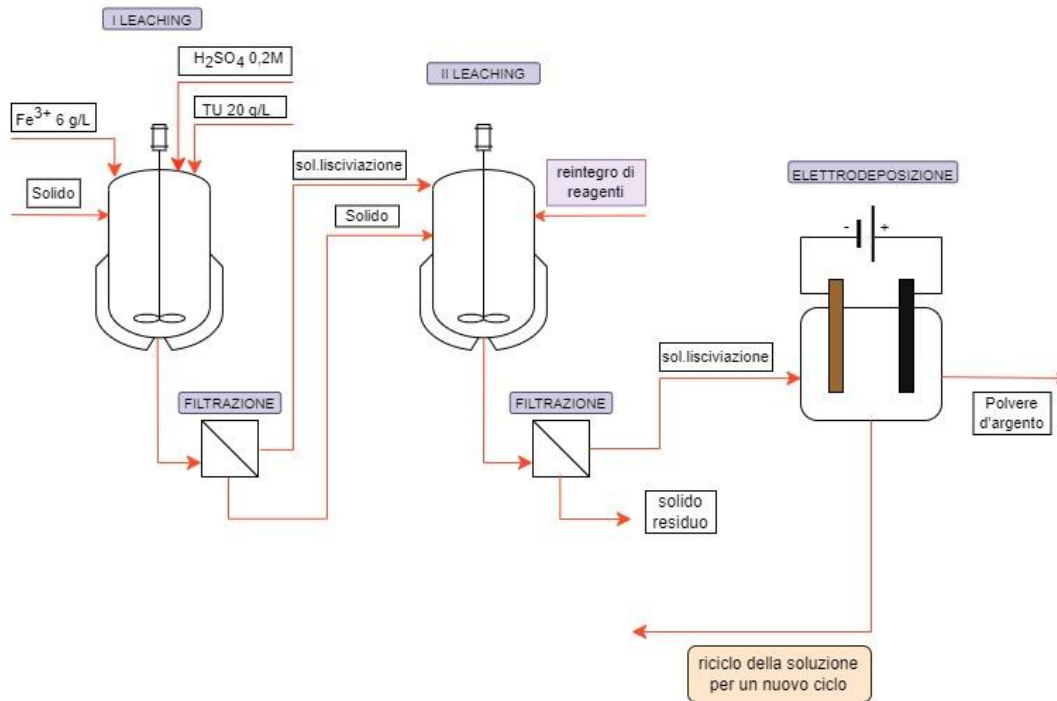 I LEACHING
H₂SO₄ 0,2M
II LEACHING
Fe³⁺ 6 g/L
TU 20 g/L
sol.lisciviazione
reintegro di
reagenti
ELETTRODEPOSIZIONE
Solido
Solido
- +
sol.lisciviazione
FILTRAZIONE
FILTRAZIONE
Polvere
d'argento
solido
residuo
riciclo della soluzione
per un nuovo ciclo